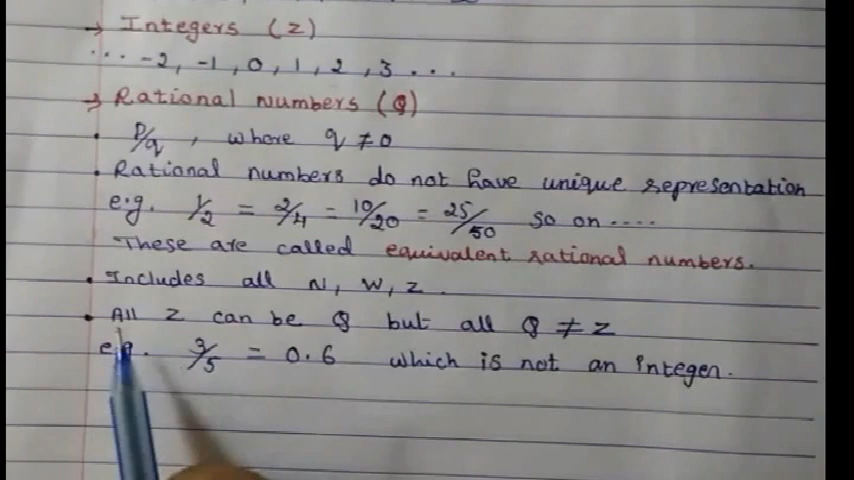 → Integers (Z)
... -2, -1, 0, 1, 2, 3 ...
→ Rational Numbers (Q)
• P/q , where q ≠ 0
• Rational numbers do not have unique representation
e.g. 1/2 = 2/4 = 10/20 = 25/50 so on ....
These are called equivalent rational numbers.
• Includes all N, W, Z.
• All Z can be Q but all Q ≠ Z
e.g. 3/5 = 0.6 which is not an integer.